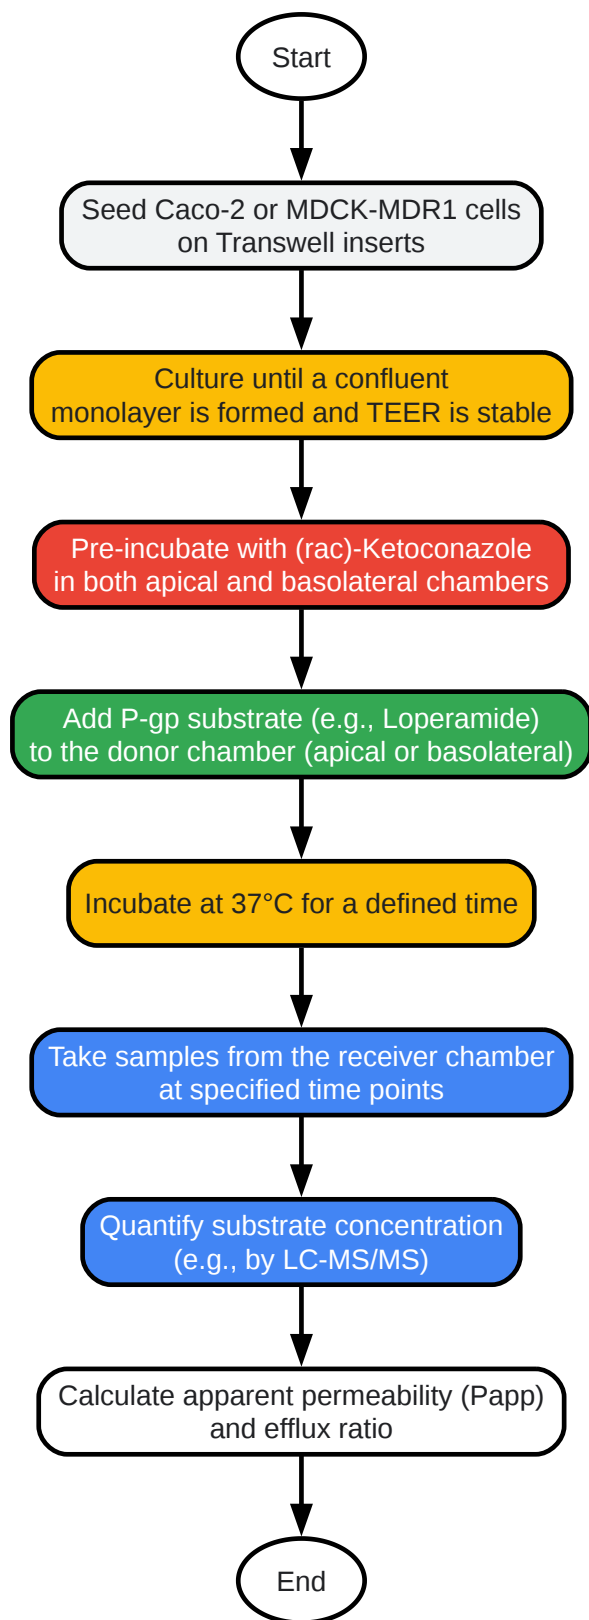 Start
Seed Caco-2 or MDCK-MDR1 cells
on Transwell inserts
Culture until a confluent
monolayer is formed and TEER is stable
Pre-incubate with (rac)-Ketoconazole
in both apical and basolateral chambers
Add P-gp substrate (e.g., Loperamide)
to the donor chamber (apical or basolateral)
Incubate at 37°C for a defined time
Take samples from the receiver chamber
at specified time points
Quantify substrate concentration
(e.g., by LC-MS/MS)
Calculate apparent permeability (Papp)
and efflux ratio
End